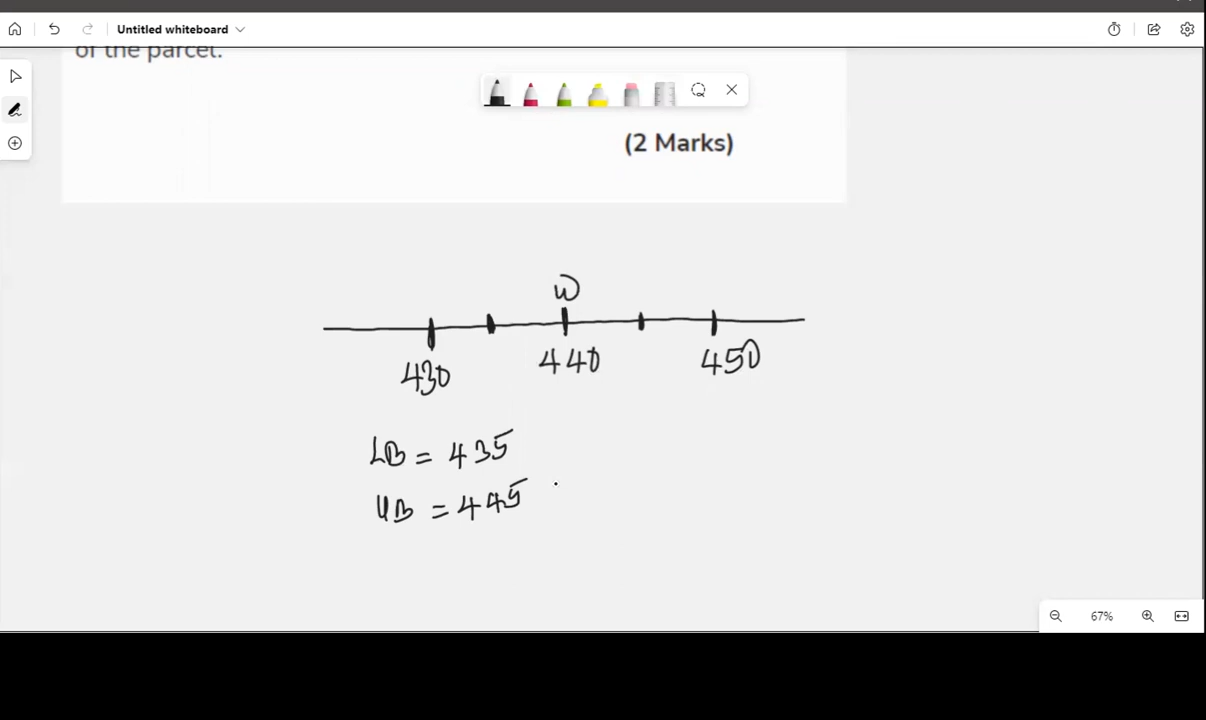 Untitled whiteboard
of the parcel.
(2 Marks)
W
430 440 450
LB = 435
UB = 445
67%